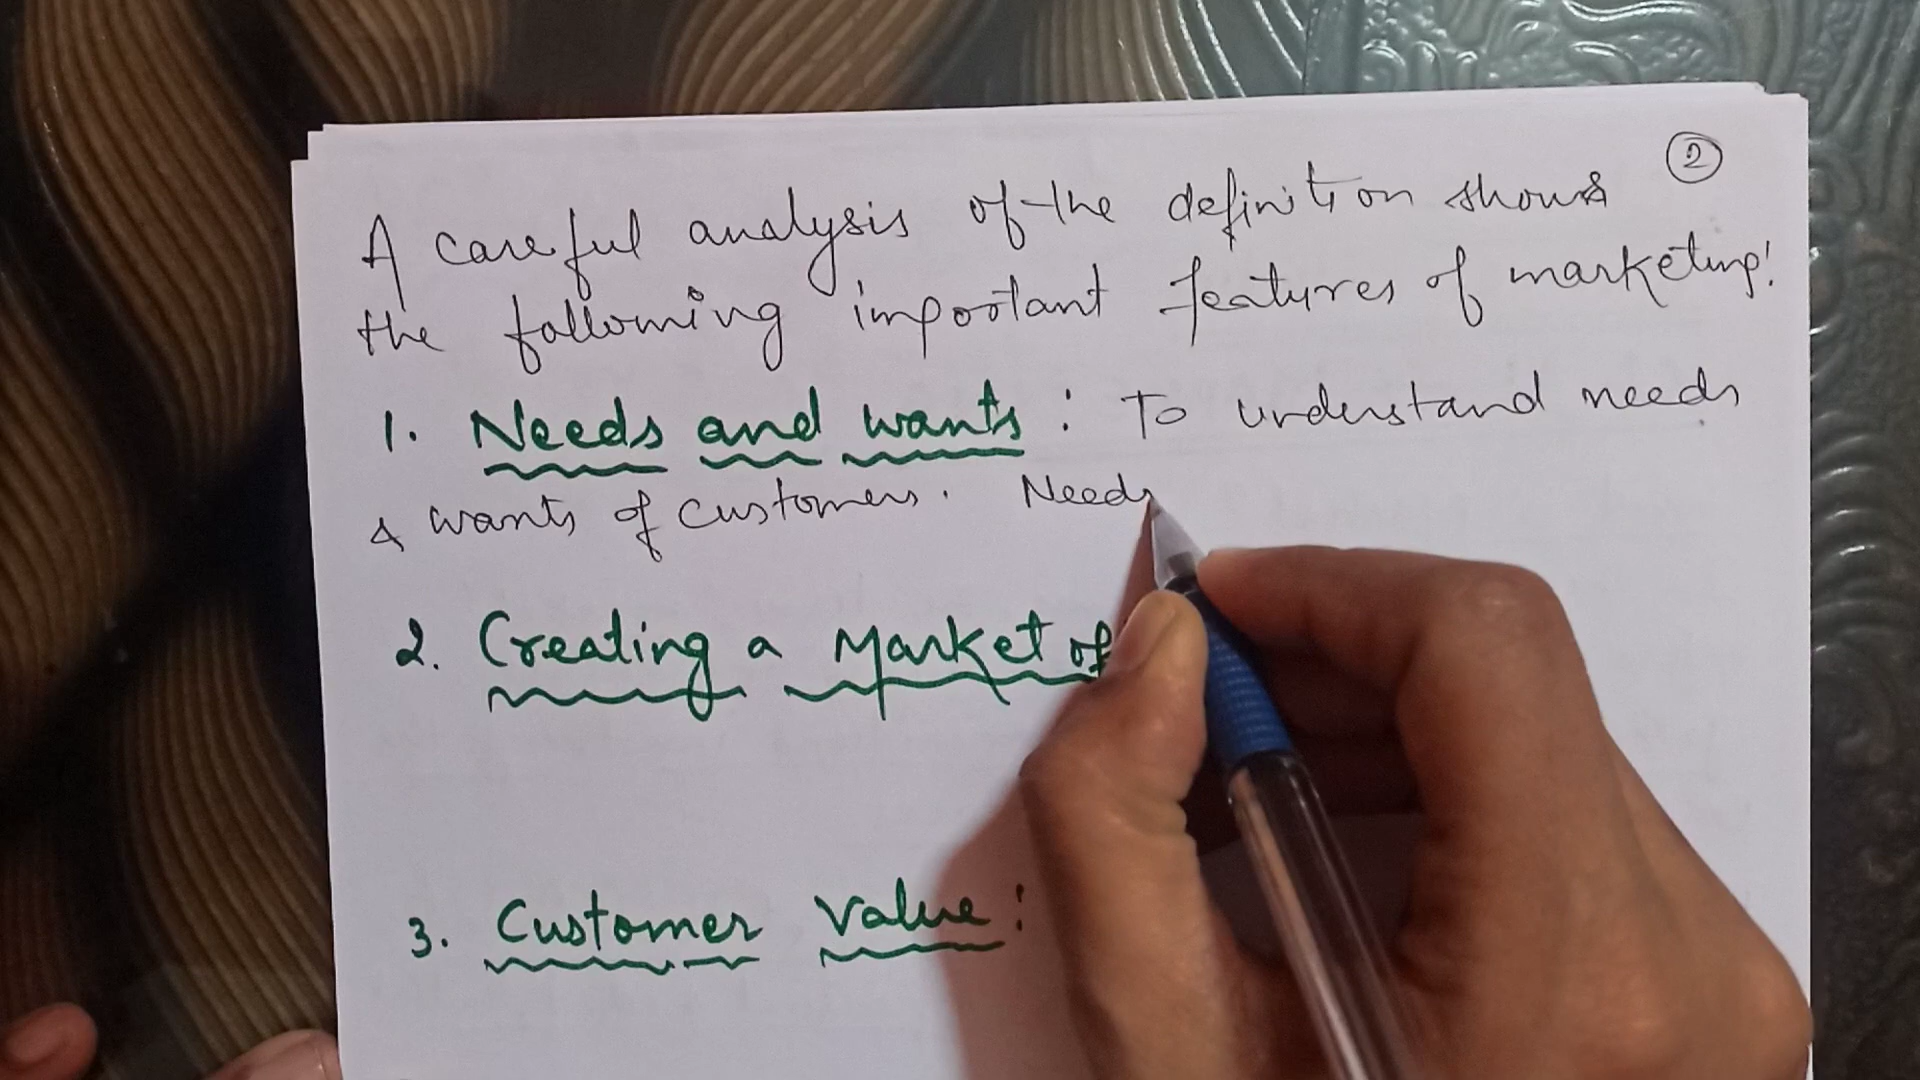 2
A careful analysis of the definition shows
the following important features of marketing:
1. Needs and wants : To understand needs
& wants of customers. Needs
2. Creating a Market of
3. Customer value :